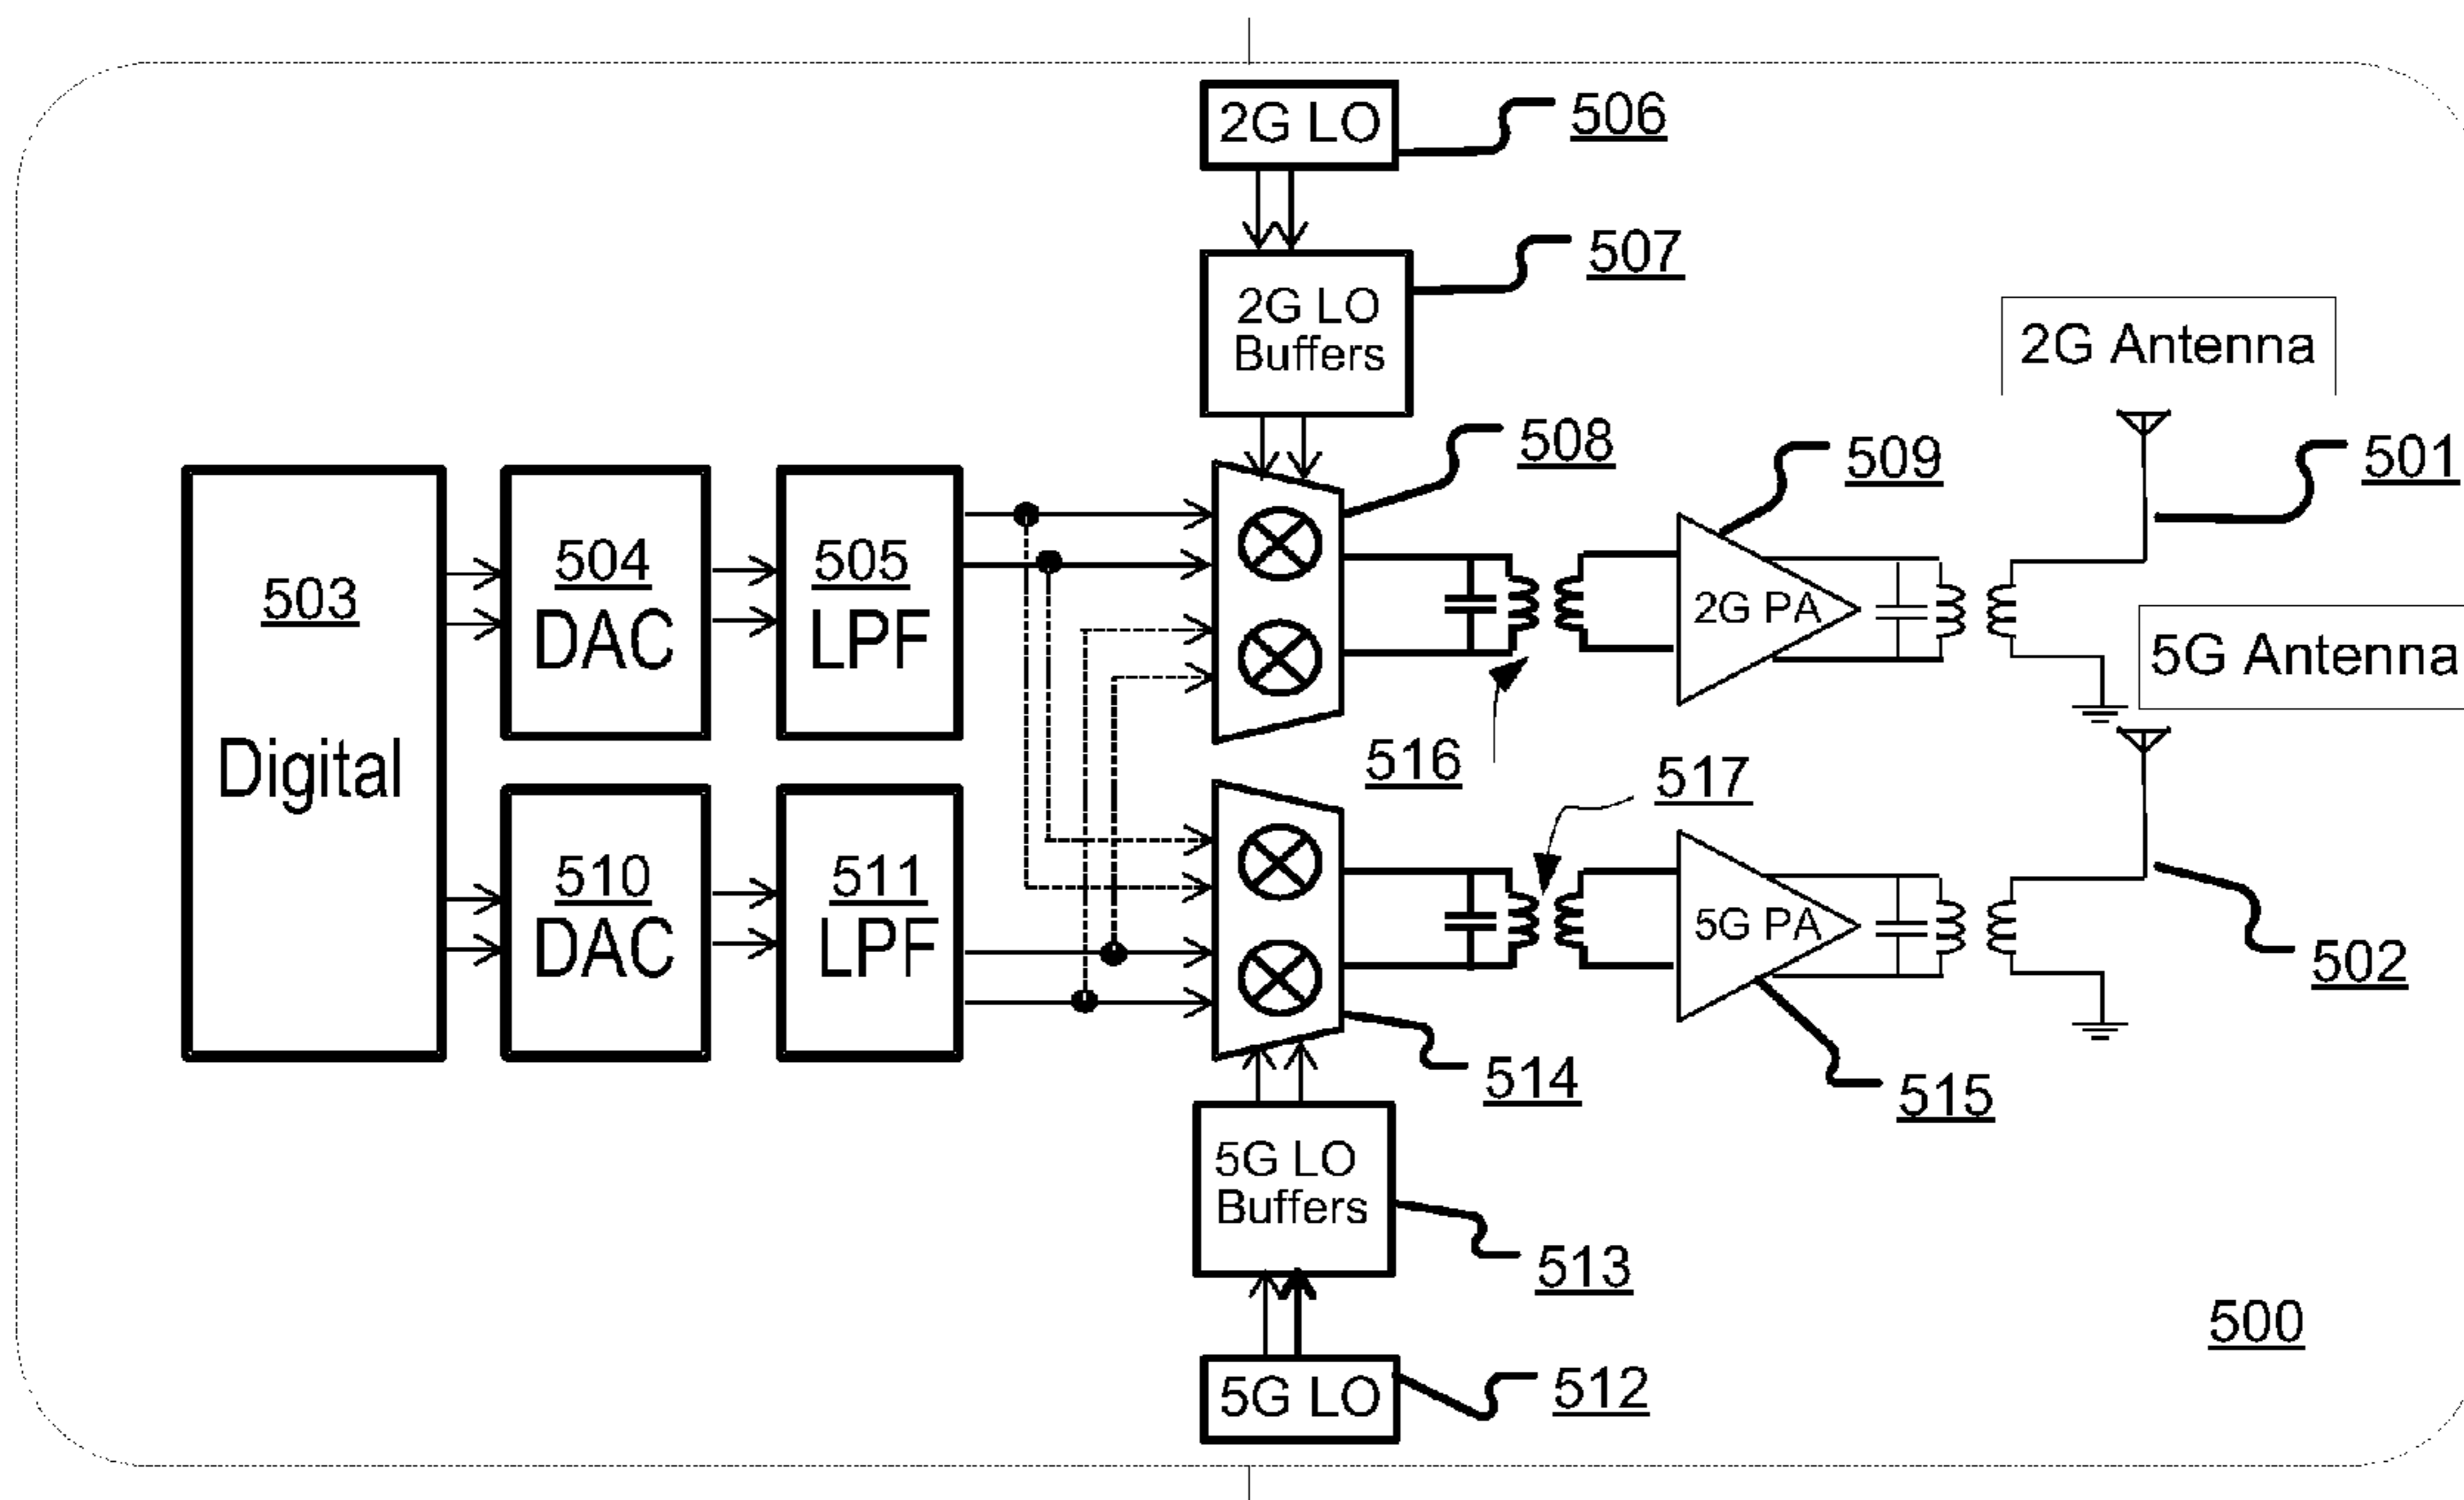 2G LO
506
2G LO
Buffers
507
2G Antenna
508
509
501
503
Digital
504
DAC
505
LPF
2G PA
5G Antenna
516
517
510
DAC
511
LPF
5G PA
502
514
515
5G LO
Buffers
513
5G LO
512
500